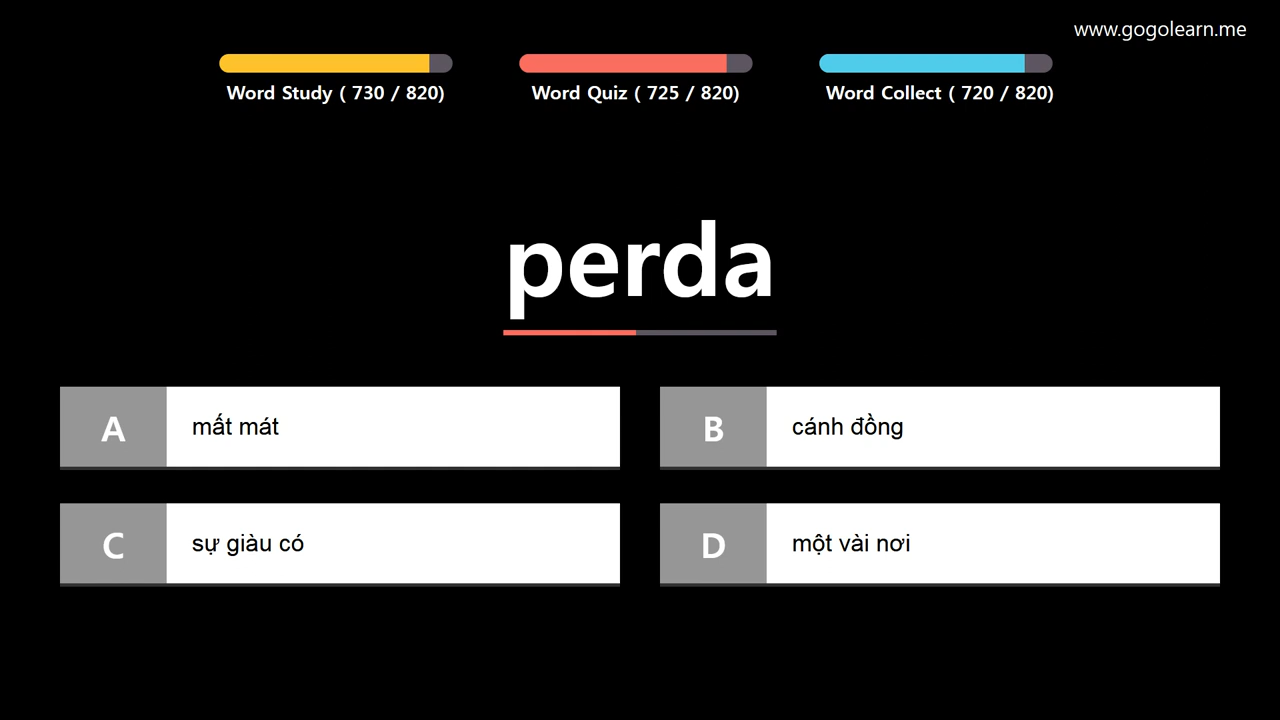 www.gogolearn.me
Word Study ( 730 / 820)
Word Quiz ( 725 / 820)
Word Collect ( 720 / 820)
perda
A mất mát
B cánh đồng
C sự giàu có
D một vài nơi